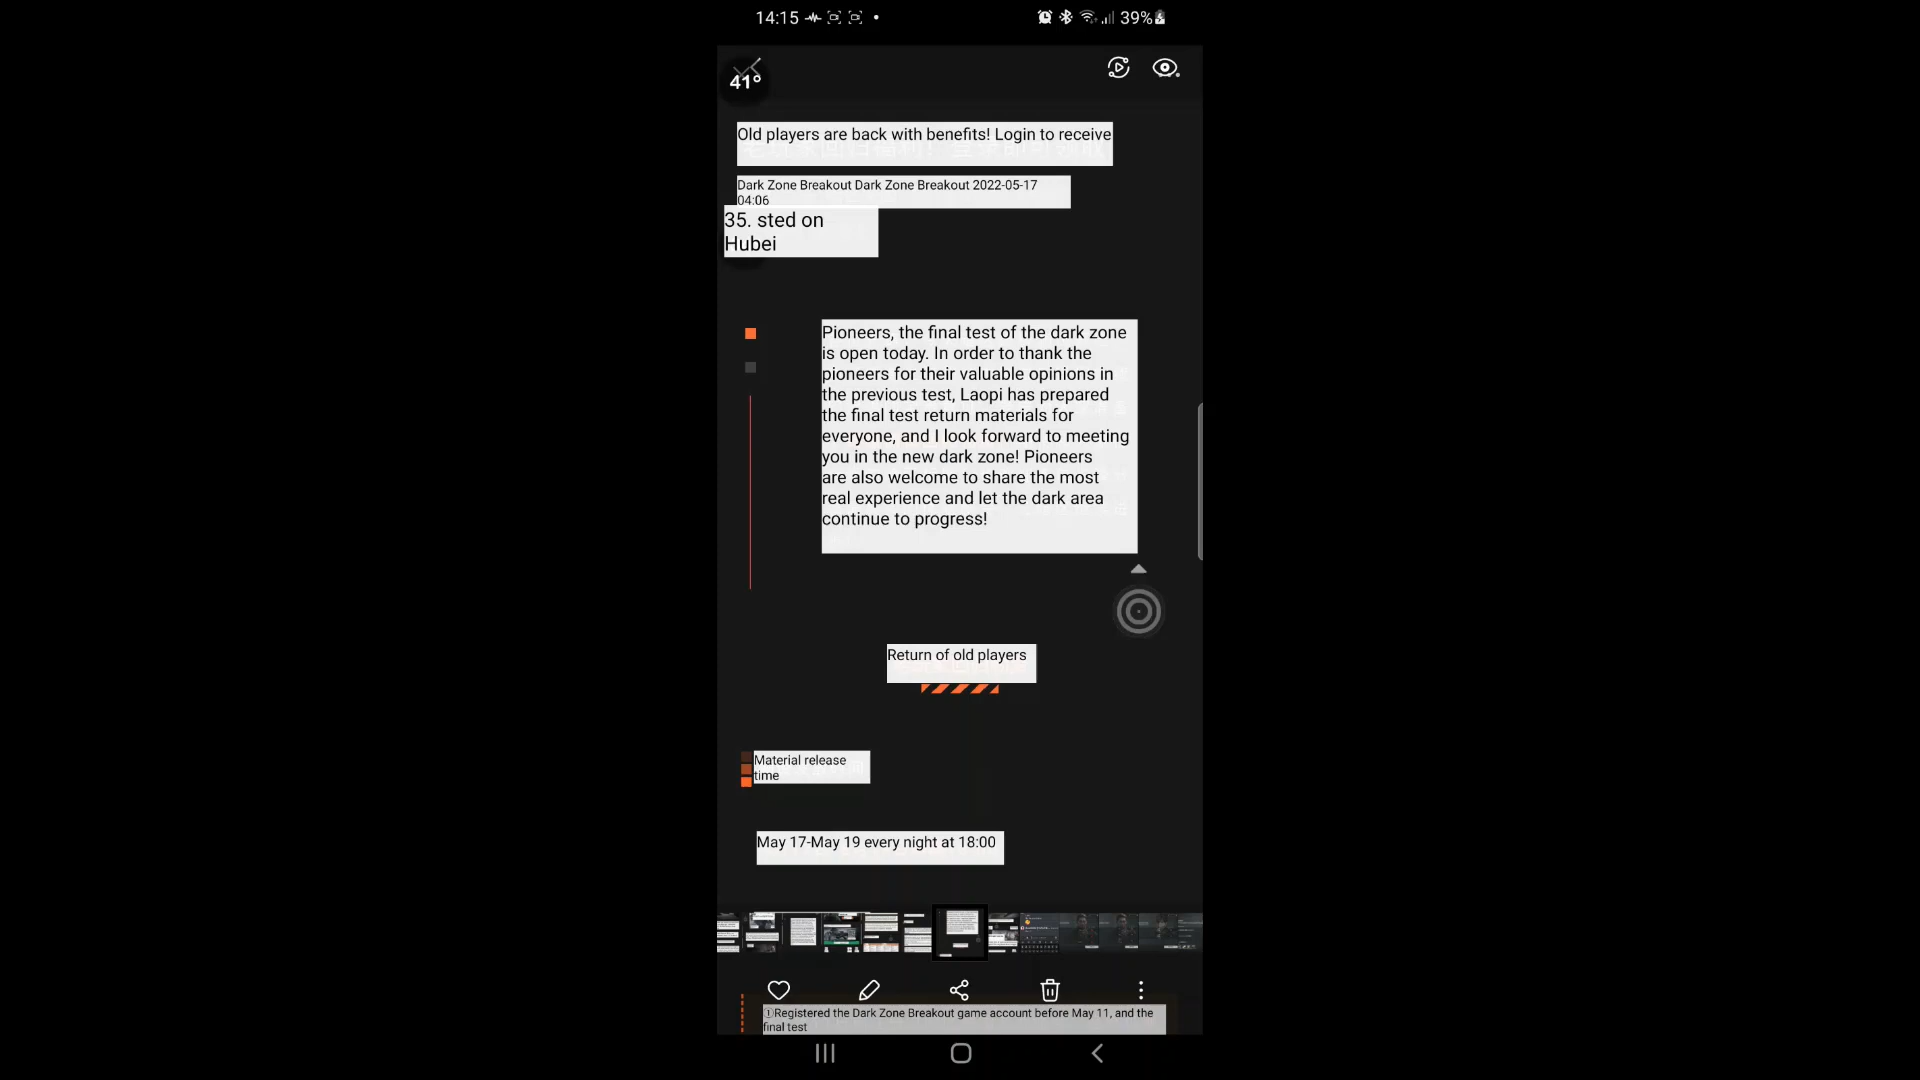 14:15
39%
41°
Old players are back with benefits! Login to receive
Dark Zone Breakout Dark Zone Breakout 2022-05-17
04:06
35. sted on
Hubei
Pioneers, the final test of the dark zone
is open today. In order to thank the
pioneers for their valuable opinions in
the previous test, Laopi has prepared
the final test return materials for
everyone, and I look forward to meeting
you in the new dark zone! Pioneers
are also welcome to share the most
real experience and let the dark area
continue to progress!
Return of old players
Material release
time
May 17-May 19 every night at 18:00
①Registered the Dark Zone Breakout game account before May 11, and the
final test